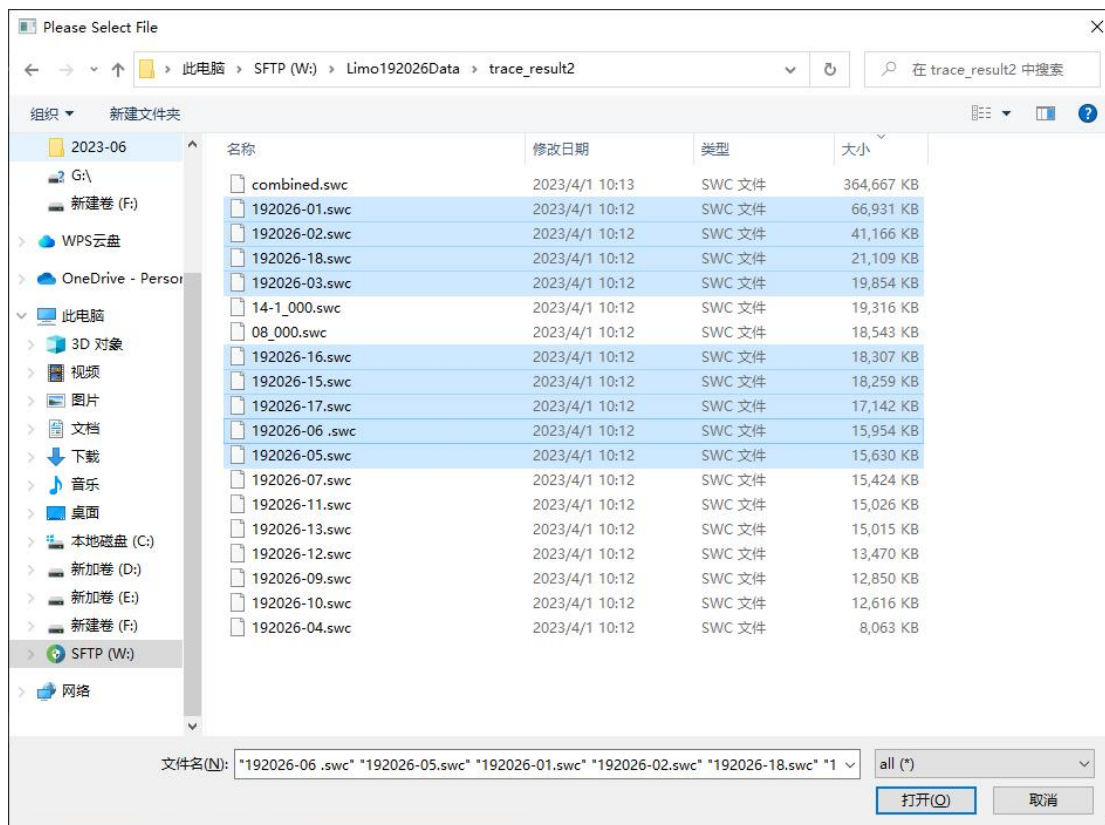 Please Select File
此电脑 > SFTP (W:) > Limo192026Data > trace_result2
在 trace_result2 中搜索
组织 新建文件夹
2023-06
G:\
新建卷 (F:)
WPS云盘
OneDrive - Person
此电脑
3D 对象
视频
图片
文档
下载
音乐
桌面
本地磁盘 (C:)
新加卷 (D:)
新加卷 (E:)
新建卷 (F:)
SFTP (W:)
网络
名称 修改日期 类型 大小
combined.swc 2023/4/1 10:13 SWC 文件 364,667 KB
192026-01.swc 2023/4/1 10:12 SWC 文件 66,931 KB
192026-02.swc 2023/4/1 10:12 SWC 文件 41,166 KB
192026-18.swc 2023/4/1 10:12 SWC 文件 21,109 KB
192026-03.swc 2023/4/1 10:12 SWC 文件 19,854 KB
14-1_000.swc 2023/4/1 10:12 SWC 文件 19,316 KB
08_000.swc 2023/4/1 10:12 SWC 文件 18,543 KB
192026-16.swc 2023/4/1 10:12 SWC 文件 18,307 KB
192026-15.swc 2023/4/1 10:12 SWC 文件 18,259 KB
192026-17.swc 2023/4/1 10:12 SWC 文件 17,142 KB
192026-06 .swc 2023/4/1 10:12 SWC 文件 15,954 KB
192026-05.swc 2023/4/1 10:12 SWC 文件 15,630 KB
192026-07.swc 2023/4/1 10:12 SWC 文件 15,424 KB
192026-11.swc 2023/4/1 10:12 SWC 文件 15,026 KB
192026-13.swc 2023/4/1 10:12 SWC 文件 15,015 KB
192026-12.swc 2023/4/1 10:12 SWC 文件 13,470 KB
192026-09.swc 2023/4/1 10:12 SWC 文件 12,850 KB
192026-10.swc 2023/4/1 10:12 SWC 文件 12,616 KB
192026-04.swc 2023/4/1 10:12 SWC 文件 8,063 KB
文件名(N): "192026-06 .swc" "192026-05.swc" "192026-01.swc" "192026-02.swc" "192026-18.swc" "1
all (*)
打开(O) 取消